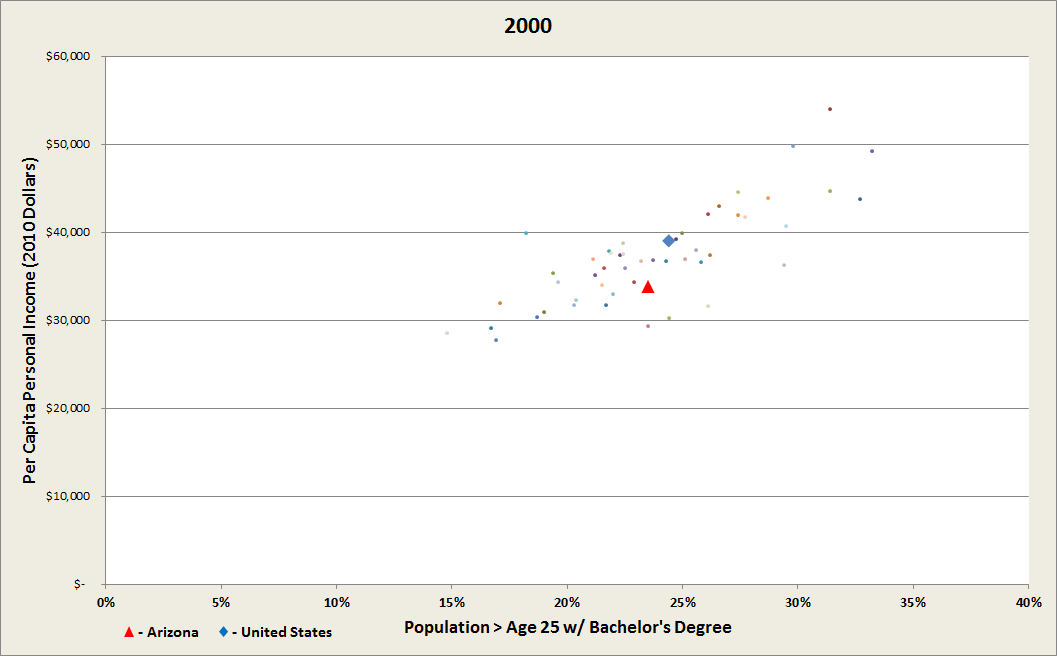 2000
$60,000
$50,000
$40,000
$30,000
$20,000
$10,000
$-
Per Capita Personal Income (2010 Dollars)
0% 5% 10% 15% 20% 25% 30% 35% 40%
Population > Age 25 w/ Bachelor's Degree
- Arizona - United States